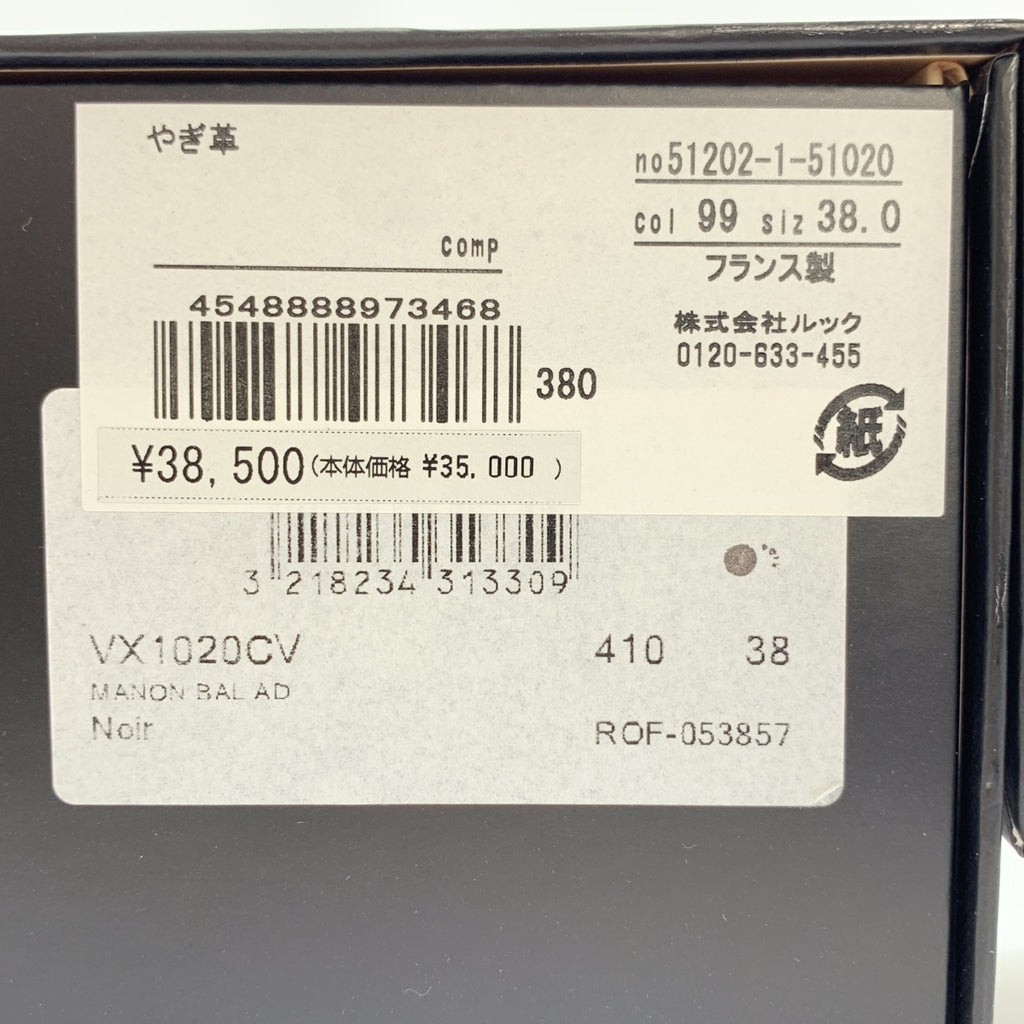 やぎ革
comp
4548888973468
380
no51202-1-51020
col 99 siz 38.0
フランス製
株式会社ルック
0120-633-455
紙
¥38,500(本体価格 ¥35,000 )
3 218234 313309
VX1020CV 410 38
MANON BAL AD
Noir ROF-053857